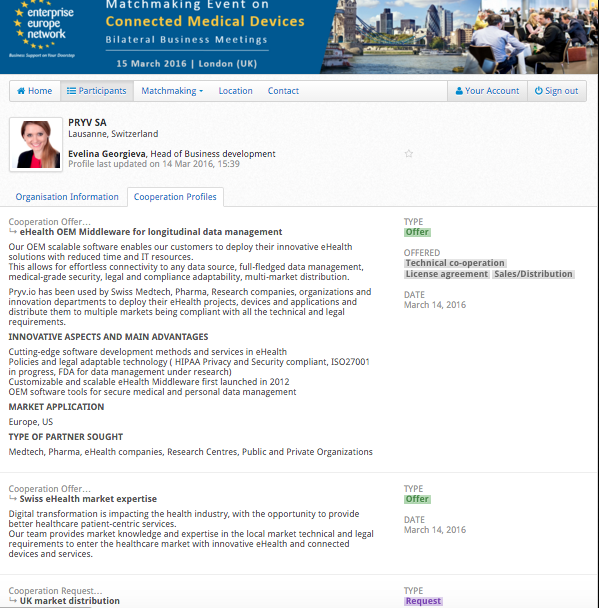 enterprise
europe
network
Business Support on Your Doorstep
Matchmaking Event on
Connected Medical Devices
Bilateral Business Meetings
15 March 2016 | London (UK)
Home
Participants
Matchmaking
Location
Contact
Your Account
Sign out
PRYV SA
Lausanne, Switzerland
Evelina Georgieva, Head of Business development
Profile last updated on 14 Mar 2016, 15:39
Organisation Information
Cooperation Profiles
Cooperation Offer...
eHealth OEM Middleware for longitudinal data management
Our OEM scalable software enables our customers to deploy their innovative eHealth
solutions with reduced time and IT resources.
This allows for effortless connectivity to any data source, full-fledged data management,
medical-grade security, legal and compliance adaptability, multi-market distribution.
Pryv.io has been used by Swiss Medtech, Pharma, Research companies, organizations and
innovation departments to deploy their eHealth projects, devices and applications and
distribute them to multiple markets being compliant with all the technical and legal
requirements.
INNOVATIVE ASPECTS AND MAIN ADVANTAGES
Cutting-edge software development methods and services in eHealth
Policies and legal adaptable technology ( HIPAA Privacy and Security compliant, ISO27001
in progress, FDA for data management under research)
Customizable and scalable eHealth Middleware first launched in 2012
OEM software tools for secure medical and personal data management
MARKET APPLICATION
Europe, US
TYPE OF PARTNER SOUGHT
Medtech, Pharma, eHealth companies, Research Centres, Public and Private Organizations
TYPE
Offer
OFFERED
Technical co-operation
License agreement Sales/Distribution
DATE
March 14, 2016
Cooperation Offer...
Swiss eHealth market expertise
Digital transformation is impacting the health industry, with the opportunity to provide
better healthcare patient-centric services.
Our team provides market knowledge and expertise in the local market technical and legal
requirements to enter the healthcare market with innovative eHealth and connected
devices and services.
TYPE
Offer
DATE
March 14, 2016
Cooperation Request...
UK market distribution
TYPE
Request